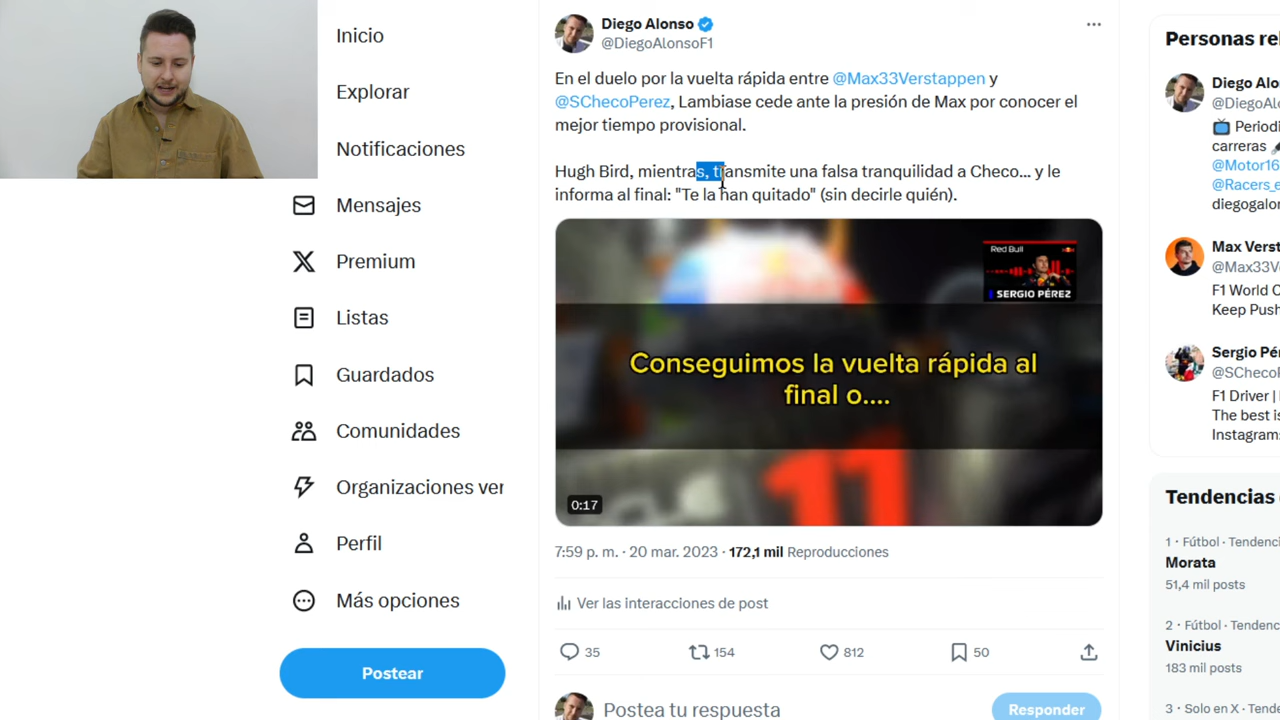 Inicio
Explorar
Notificaciones
Mensajes
Premium
Listas
Guardados
Comunidades
Organizaciones ver
Perfil
Más opciones
Postear
Diego Alonso
@DiegoAlonsoF1
En el duelo por la vuelta rápida entre @Max33Verstappen y
@SChecoPerez, Lambiase cede ante la presión de Max por conocer el
mejor tiempo provisional.
Hugh Bird, mientras, transmite una falsa tranquilidad a Checo... y le
informa al final: "Te la han quitado" (sin decirle quién).
Red Bull
SERGIO PÉREZ
Conseguimos la vuelta rápida al
final o....
11
0:17
7:59 p. m. · 20 mar. 2023 · 172,1 mil Reproducciones
Ver las interacciones de post
35 154 812 50
Postea tu respuesta
Responder
Personas rel
Diego Alo
@DiegoAlo
Periodi
carreras
@Motor16
@Racers_e
diegogalon
Max Verst
@Max33Ve
F1 World C
Keep Push
Sergio Pé
@SChecoP
F1 Driver |
The best is
Instagram:
Tendencias
1 · Fútbol · Tendenci
Morata
51,4 mil posts
2 · Fútbol · Tendenc
Vinicius
183 mil posts
3 · Solo en X · Tend